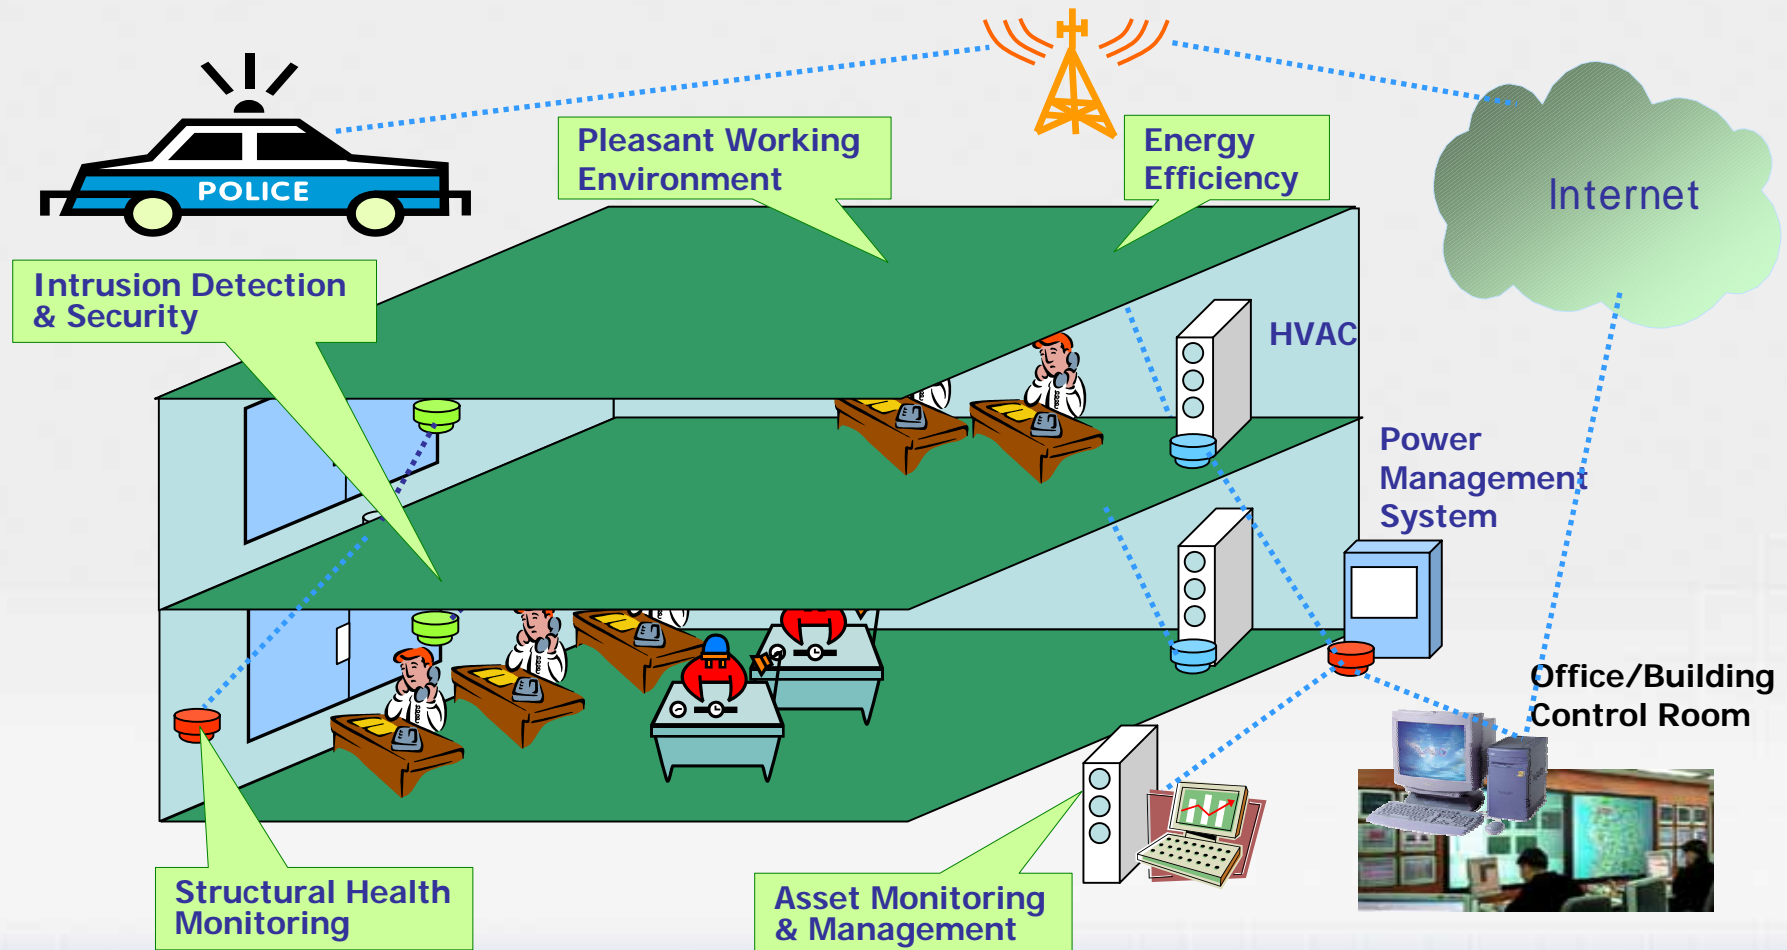 Pleasant Working
Environment
Energy
Efficiency
POLICE
Internet
Intrusion Detection
& Security
HVAC
Power
Management
System
Office/Building
Control Room
Structural Health
Monitoring
Asset Monitoring
& Management